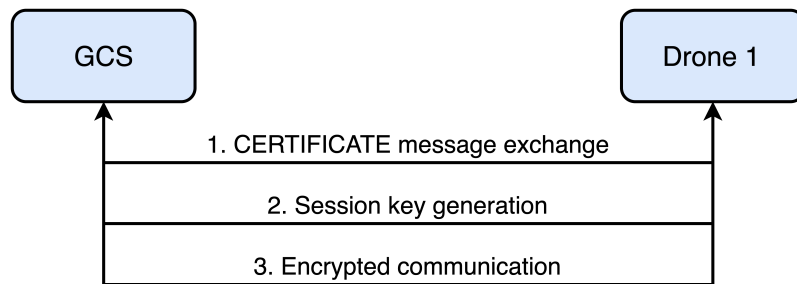 GCS
Drone 1
1. CERTIFICATE message exchange
2. Session key generation
3. Encrypted communication